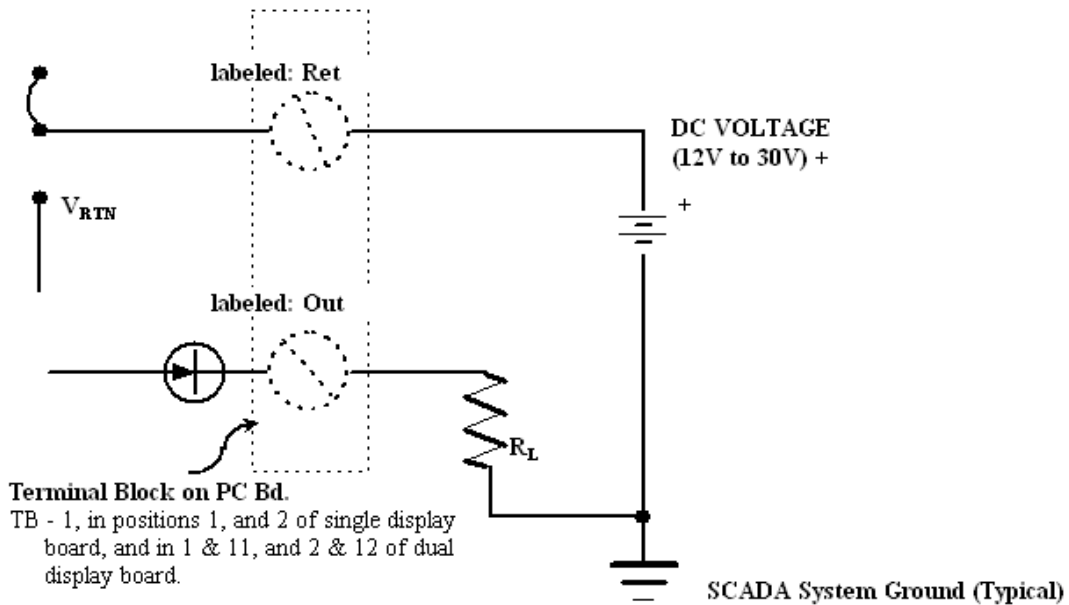 labeled: Ret
DC VOLTAGE
(12V to 30V) +
+
VRTN
labeled: Out
RL
Terminal Block on PC Bd.
TB - 1, in positions 1, and 2 of single display
board, and in 1 & 11, and 2 & 12 of dual
display board.
SCADA System Ground (Typical)